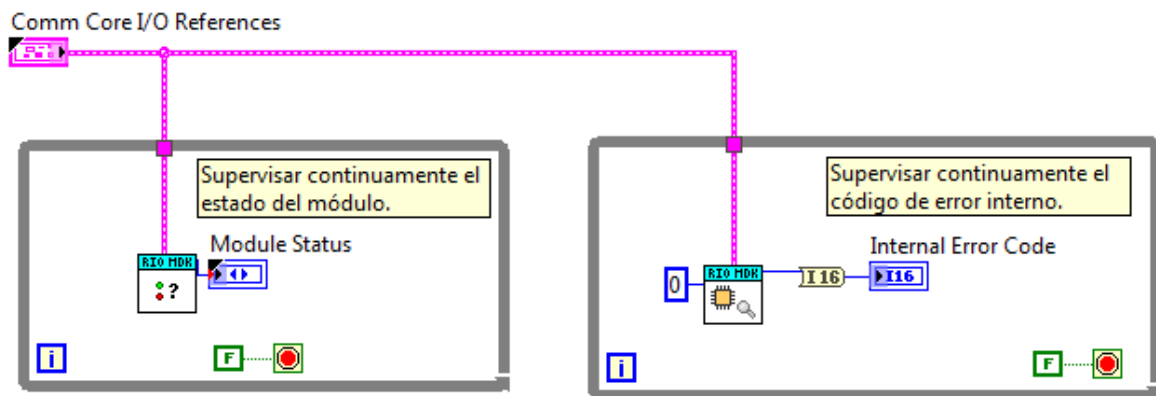 Comm Core I/O References
Supervisar continuamente el
estado del módulo.
Module Status
RIO MDK
?
i
F
Supervisar continuamente el
código de error interno.
Internal Error Code
0
RIO MDK
I16
I16
i
F